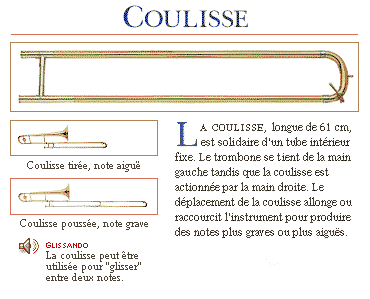 COULISSE
LA COULISSE, longue de 61 cm,
est solidaire d'un tube intérieur
fixe. Le trombone se tient de la main
gauche tandis que la coulisse est
actionnée par la main droite. Le
déplacement de la coulisse allonge ou
raccourcit l'instrument pour produire
des notes plus graves ou plus aiguës.
Coulisse tirée, note aiguë
Coulisse poussée, note grave
GLISSANDO
La coulisse peut être
utilisée pour "glisser"
entre deux notes.